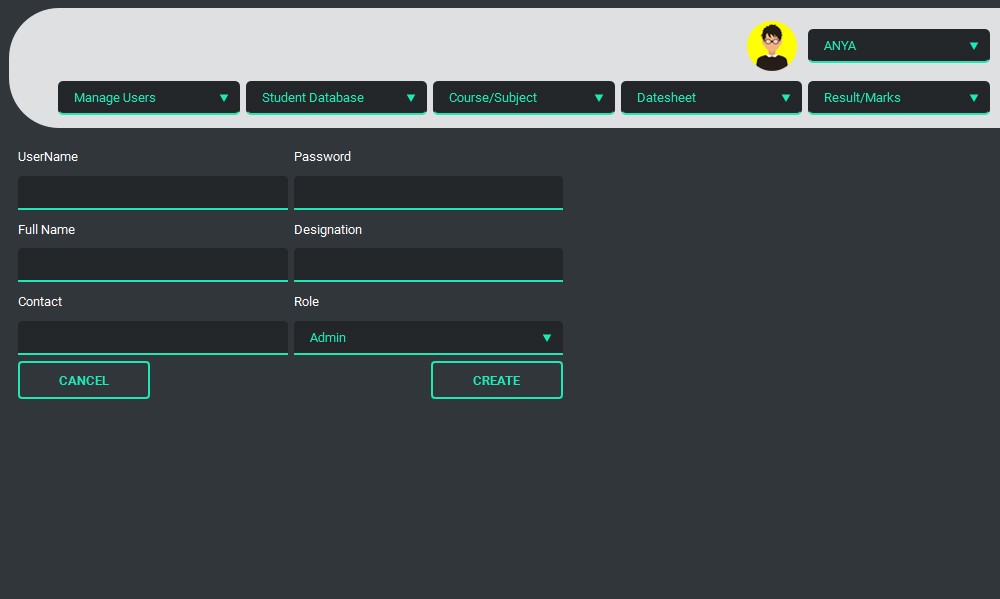 ANYA
Manage Users Student Database Course/Subject Datesheet Result/Marks
UserName Password
Full Name Designation
Contact Role
Admin
CANCEL CREATE